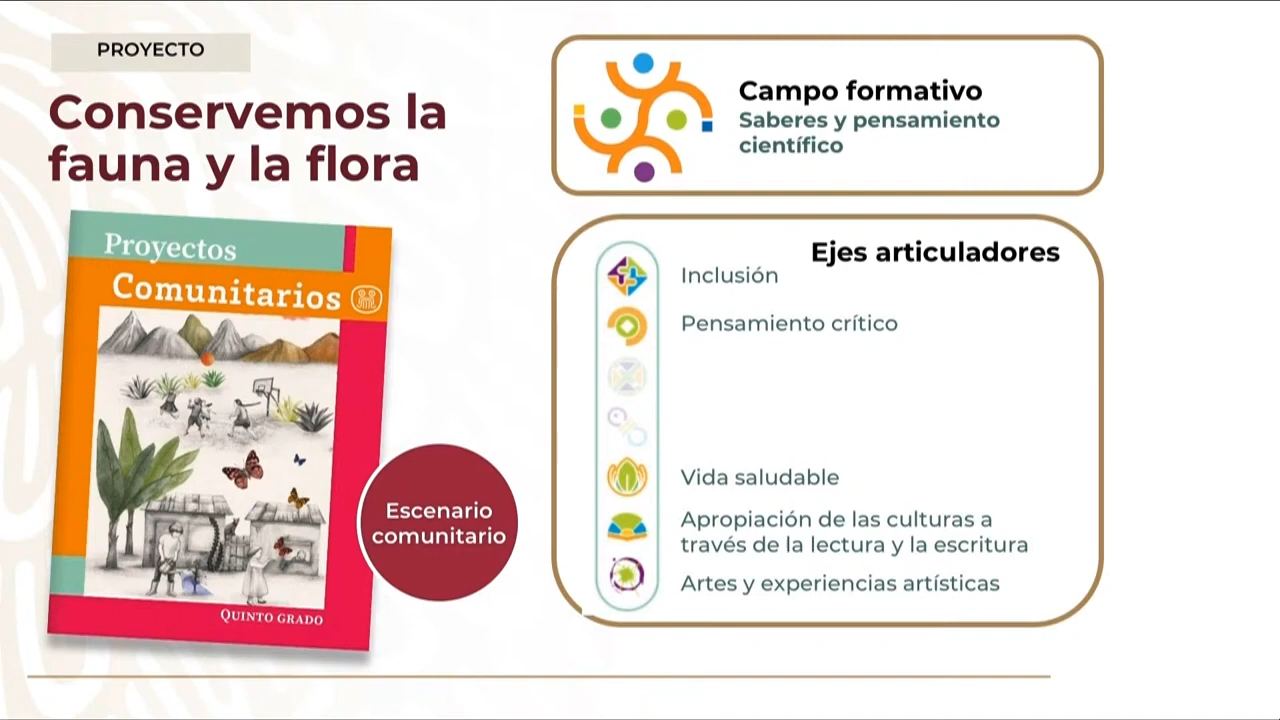 PROYECTO
Conservemos la
fauna y la flora
Proyectos
Comunitarios
QUINTO GRADO
Escenario
comunitario
Campo formativo
Saberes y pensamiento
científico
Ejes articuladores
Inclusión
Pensamiento crítico
Vida saludable
Apropiación de las culturas a
través de la lectura y la escritura
Artes y experiencias artísticas